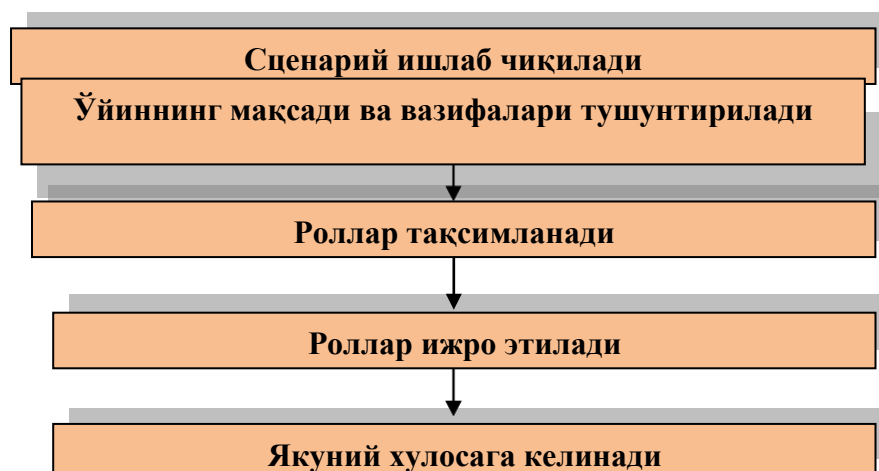 Сценарий ишлаб чиқилади
Ўйиннинг мақсади ва вазифалари тушунтирилади
Роллар тақсимланади
Роллар ижро этилади
Якуний хулосага келинади